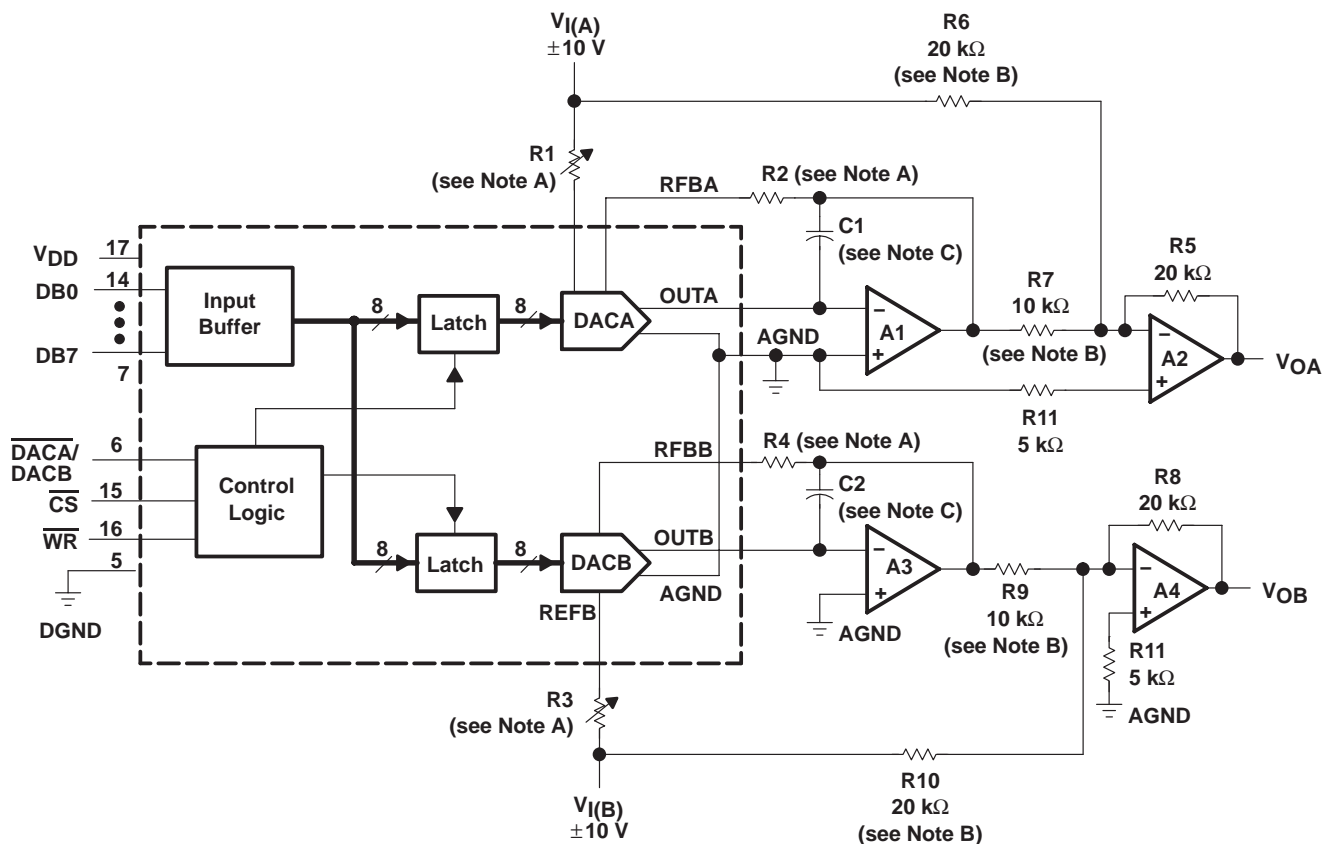 VI(A)
±10 V
R6
20 kΩ
(see Note B)
R1
(see Note A)
RFBA
R2 (see Note A)
C1
(see Note C)
VDD
17
DB0
14
DB7
7
Input
Buffer
8
Latch
8
DACA
OUTA
AGND
A1
R7
10 kΩ
(see Note B)
R5
20 kΩ
A2
VOA
R11
5 kΩ
DACA/
DACB
6
CS
15
WR
16
5
DGND
Control
Logic
8
Latch
8
DACB
RFBB
R4 (see Note A)
C2
(see Note C)
OUTB
AGND
REFB
A3
AGND
R9
10 kΩ
(see Note B)
R8
20 kΩ
A4
VOB
R11
5 kΩ
AGND
R3
(see Note A)
VI(B)
±10 V
R10
20 kΩ
(see Note B)